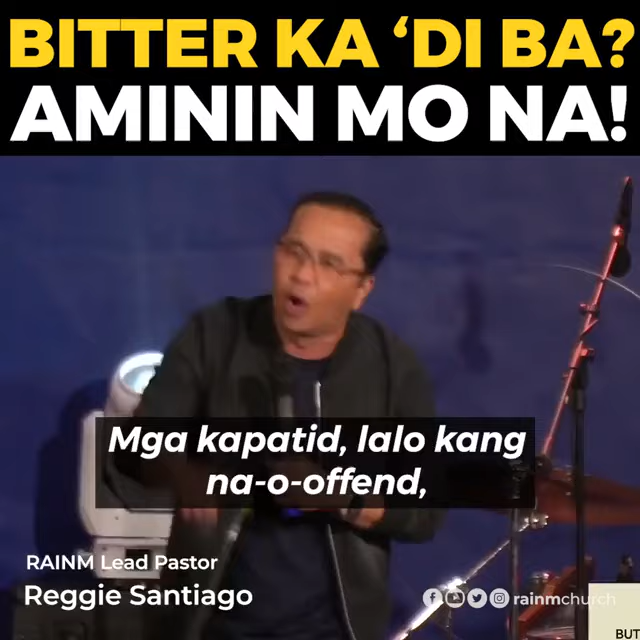 BITTER KA ‘DI BA?
AMININ MO NA!
Mga kapatid, lalo kang
na-o-offend,
RAINM Lead Pastor
Reggie Santiago
rainmchurch
BUT